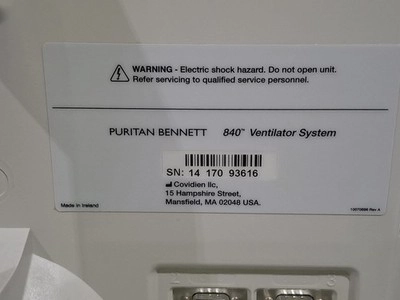 WARNING - Electric shock hazard. Do not open unit.
Refer servicing to qualified service personnel.
PURITAN BENNETT 840™ Ventilator System
SN: 14 170 93616
Covidien llc,
15 Hampshire Street,
Mansfield, MA 02048 USA.
Made in Ireland
Rev A